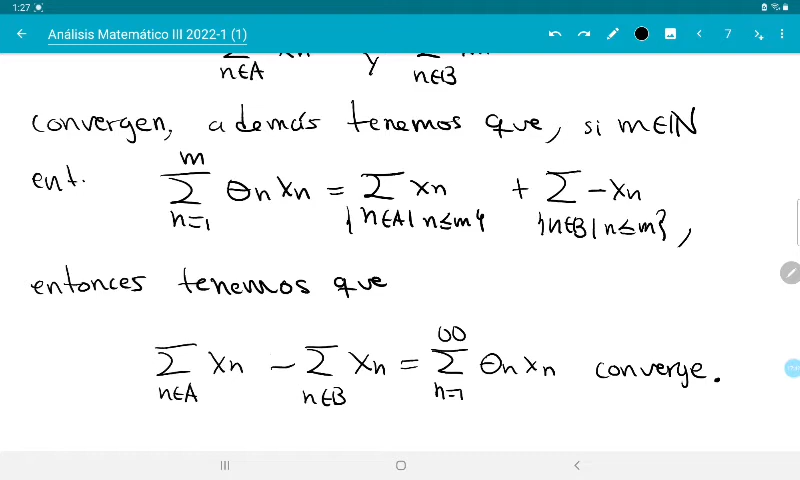 1:27
Análisis Matemático III 2022-1 (1)
7
n∈A y n∈B
convergen, además tenemos que, si m∈ℕ
ent. ∑_{n=1}^{m} θn xn = ∑_{{n∈A | n≤m}} xn + ∑_{{n∈B | n≤m}} -xn,
entonces tenemos que
∑_{n∈A} xn - ∑_{n∈B} xn = ∑_{n=1}^{∞} θn xn converge.